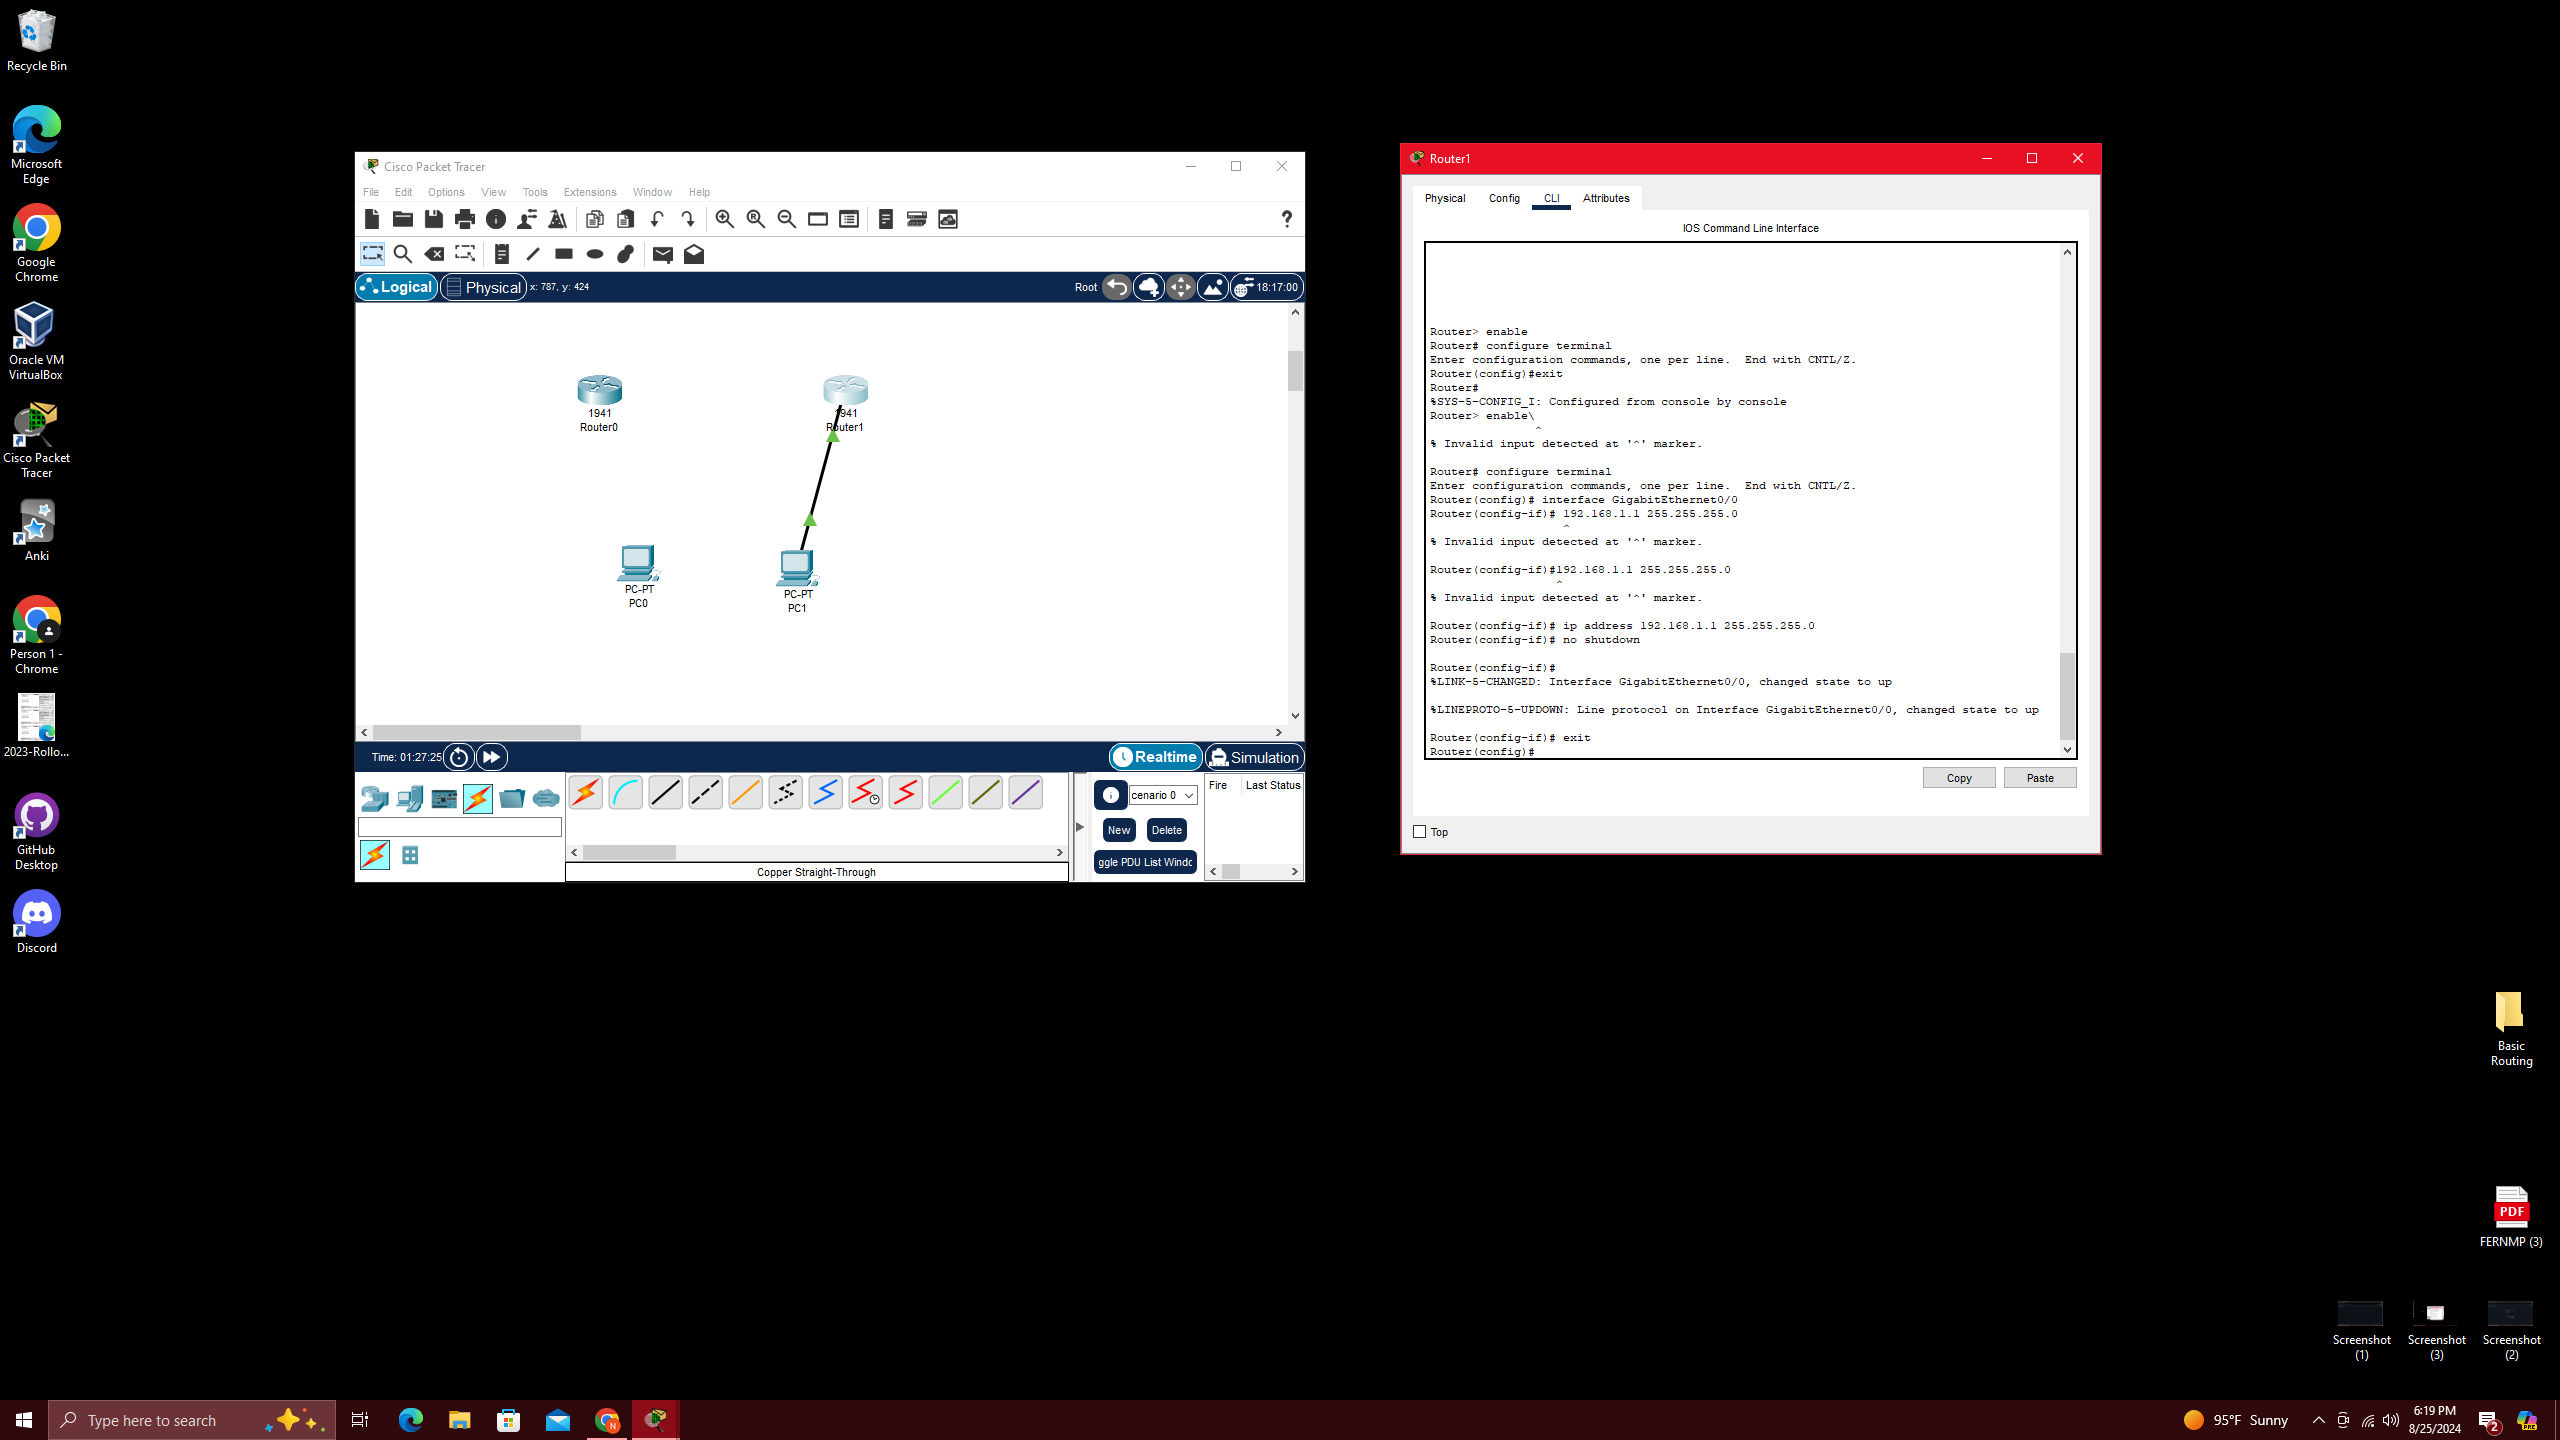 Recycle Bin
Microsoft
Edge
Google
Chrome
Oracle VM
VirtualBox
Cisco Packet
Tracer
Anki
Person 1 -
Chrome
2023-Rollo...
GitHub
Desktop
Discord
Cisco Packet Tracer
File Edit Options View Tools Extensions Window Help
Logical Physical x: 787, y: 424 Root 18:17:00
1941
Router0
1941
Router1
PC-PT
PC0
PC-PT
PC1
Time: 01:27:25 Realtime Simulation
cenario 0
Fire Last Status
New Delete
ggle PDU List Windo
Copper Straight-Through
Router1
Physical Config CLI Attributes
IOS Command Line Interface
Router> enable
Router# configure terminal
Enter configuration commands, one per line.  End with CNTL/Z.
Router(config)#exit
Router#
%SYS-5-CONFIG_I: Configured from console by console
Router> enable\
^
% Invalid input detected at '^' marker.
Router# configure terminal
Enter configuration commands, one per line.  End with CNTL/Z.
Router(config)# interface GigabitEthernet0/0
Router(config-if)# 192.168.1.1 255.255.255.0
^
% Invalid input detected at '^' marker.
Router(config-if)#192.168.1.1 255.255.255.0
^
% Invalid input detected at '^' marker.
Router(config-if)# ip address 192.168.1.1 255.255.255.0
Router(config-if)# no shutdown
Router(config-if)#
%LINK-5-CHANGED: Interface GigabitEthernet0/0, changed state to up
%LINEPROTO-5-UPDOWN: Line protocol on Interface GigabitEthernet0/0, changed state to up
Router(config-if)# exit
Router(config)#
Copy Paste
Top
Basic
Routing
PDF
FERNMP (3)
Screenshot
(1)
Screenshot
(3)
Screenshot
(2)
Type here to search
N
95°F Sunny
6:19 PM
8/25/2024
2
PRE